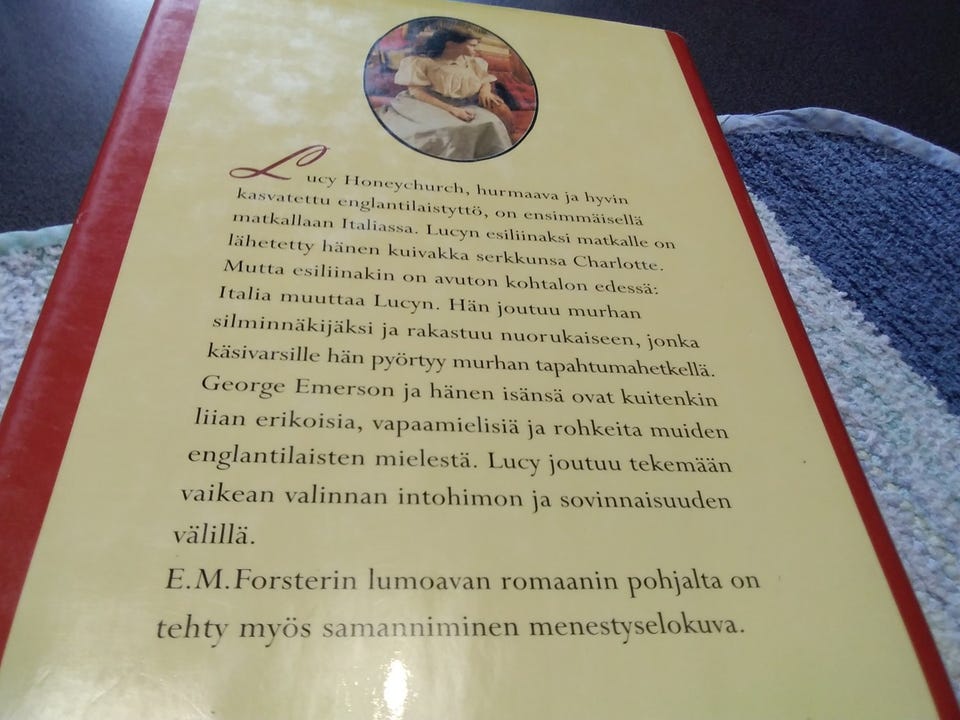 Lucy Honeychurch, hurmaava ja hyvin
kasvatettu englantilaistyttö, on ensimmäisellä
matkallaan Italiassa. Lucyn esiliinaksi matkalle on
lähetetty hänen kuivakka serkkunsa Charlotte.
Mutta esiliinakin on avuton kohtalon edessä:
Italia muuttaa Lucyn. Hän joutuu murhan
silminnäkijäksi ja rakastuu nuorukaiseen, jonka
käsivarsille hän pyörtyy murhan tapahtumahetkellä.
George Emerson ja hänen isänsä ovat kuitenkin
liian erikoisia, vapaamielisiä ja rohkeita muiden
englantilaisten mielestä. Lucy joutuu tekemään
vaikean valinnan intohimon ja sovinnaisuuden
välillä.
E.M.Forsterin lumoavan romaanin pohjalta on
tehty myös samanniminen menestyselokuva.